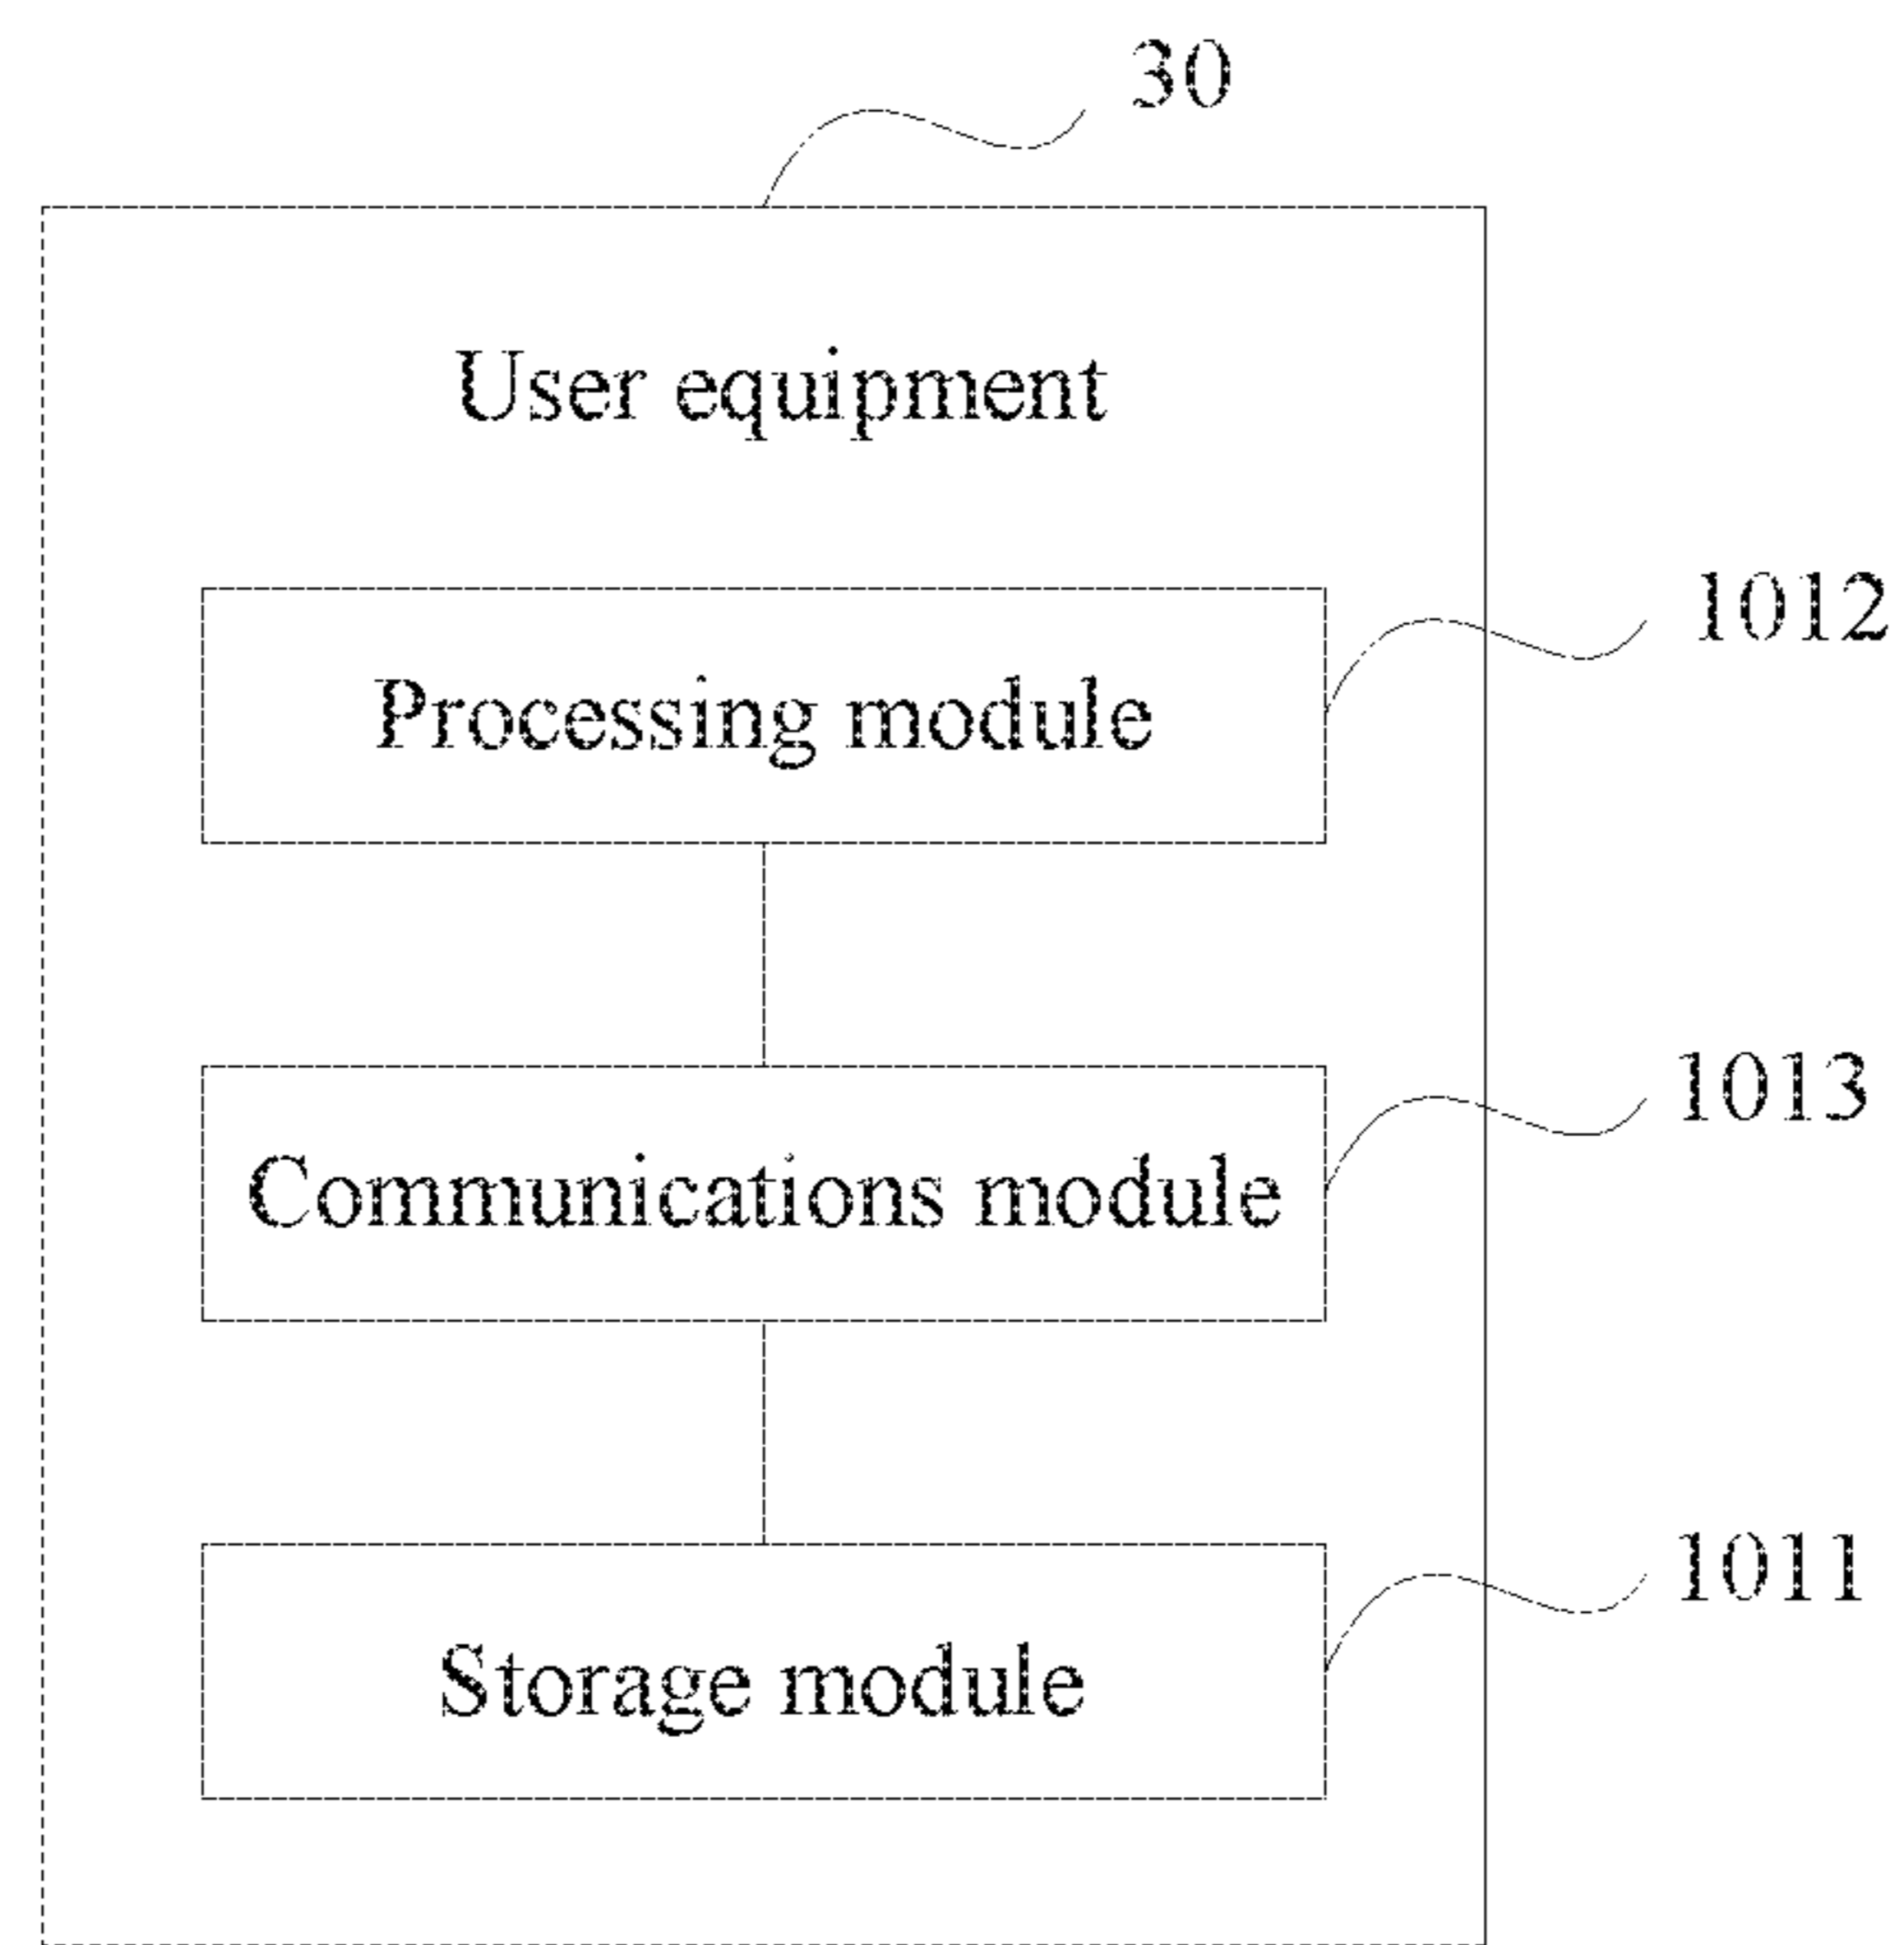 30
User equipment
1012
Processing module
1013
Communications module
1011
Storage module